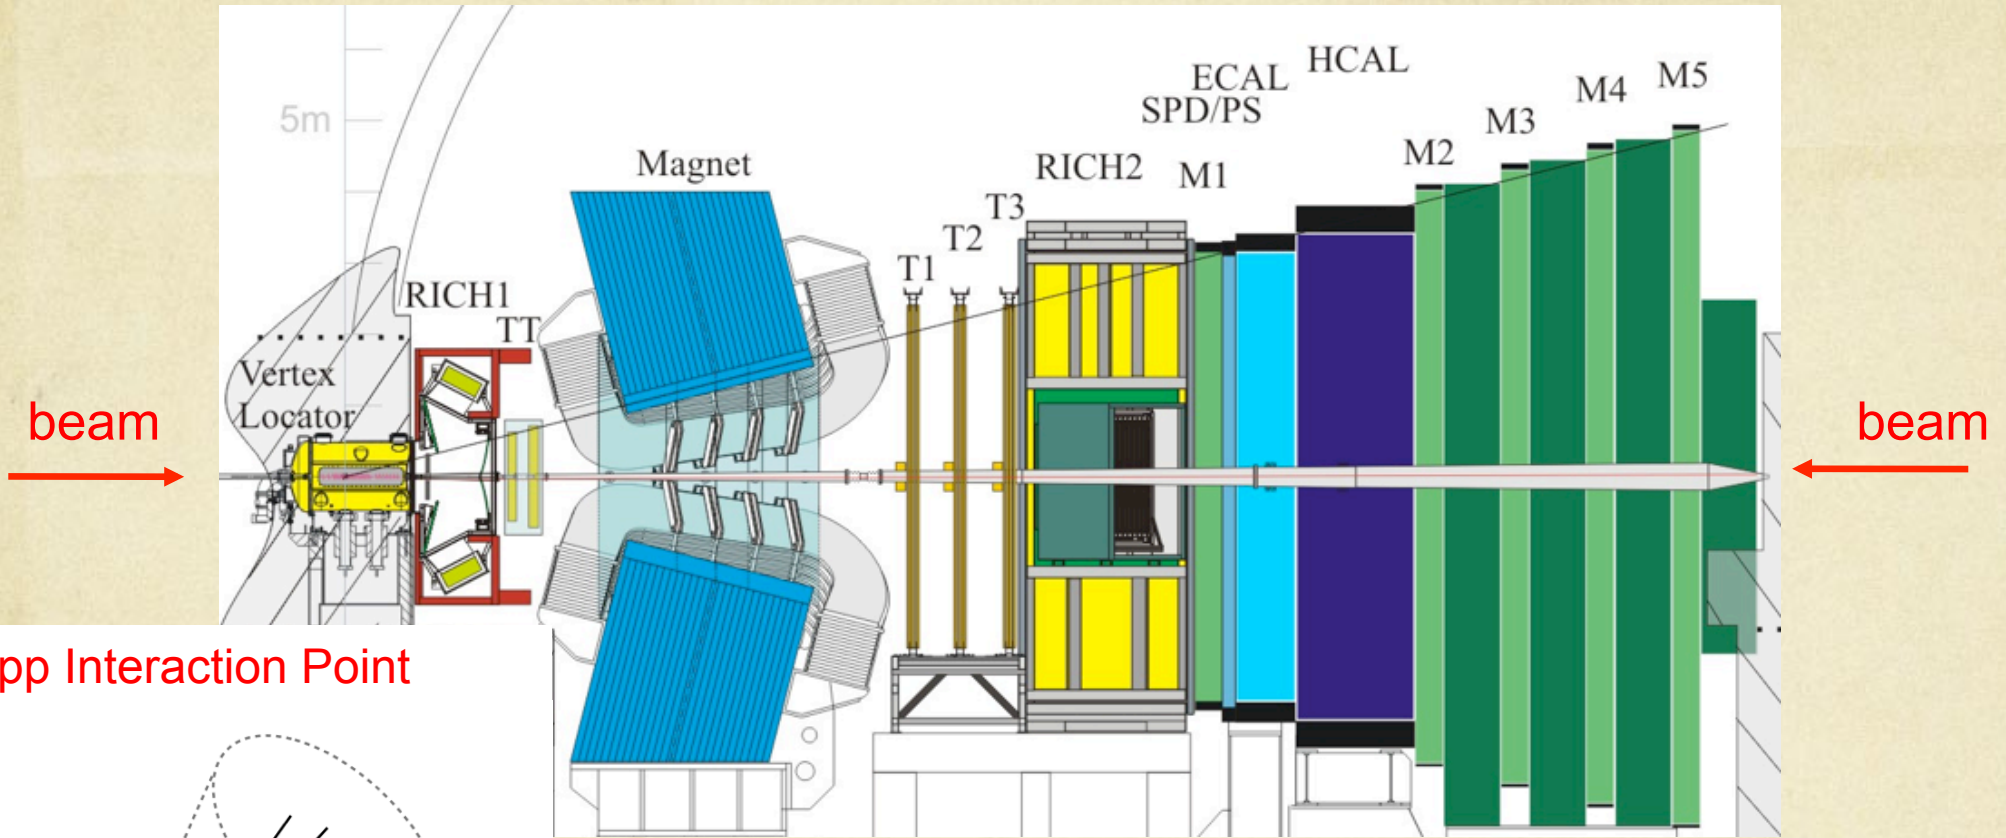 HCAL
ECAL
SPD/PS
M5
M4
M3
M2
5m
Magnet
RICH2
M1
T3
T2
T1
RICH1
TT
Vertex
Locator
beam
beam
pp Interaction Point